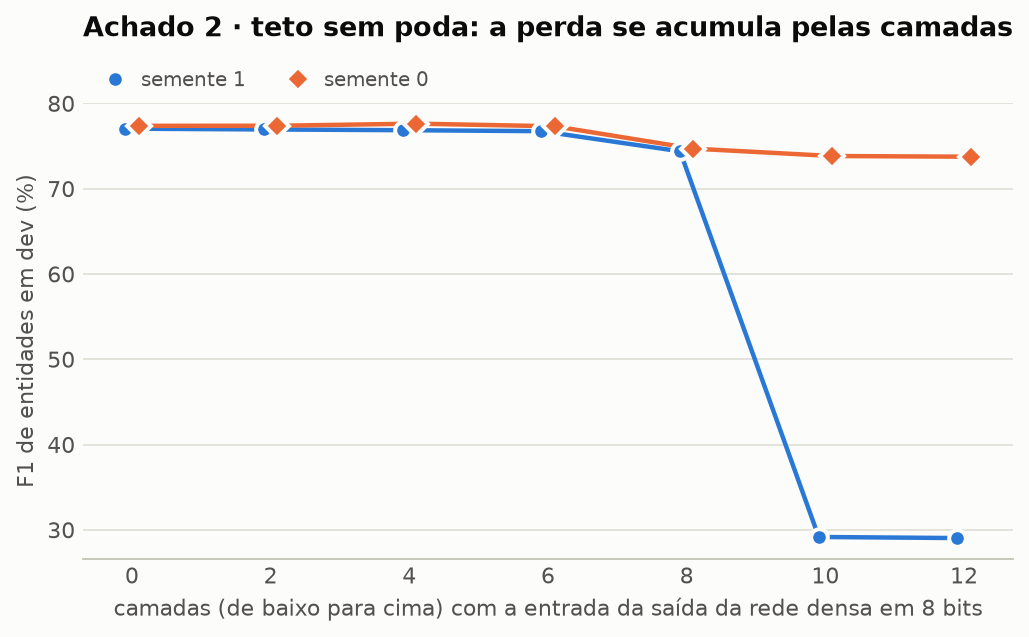 Achado 2 · teto sem poda: a perda se acumula pelas camadas
semente 1
semente 0
80
70
60
50
40
30
F1 de entidades em dev (%)
0 2 4 6 8 10 12
camadas (de baixo para cima) com a entrada da saída da rede densa em 8 bits